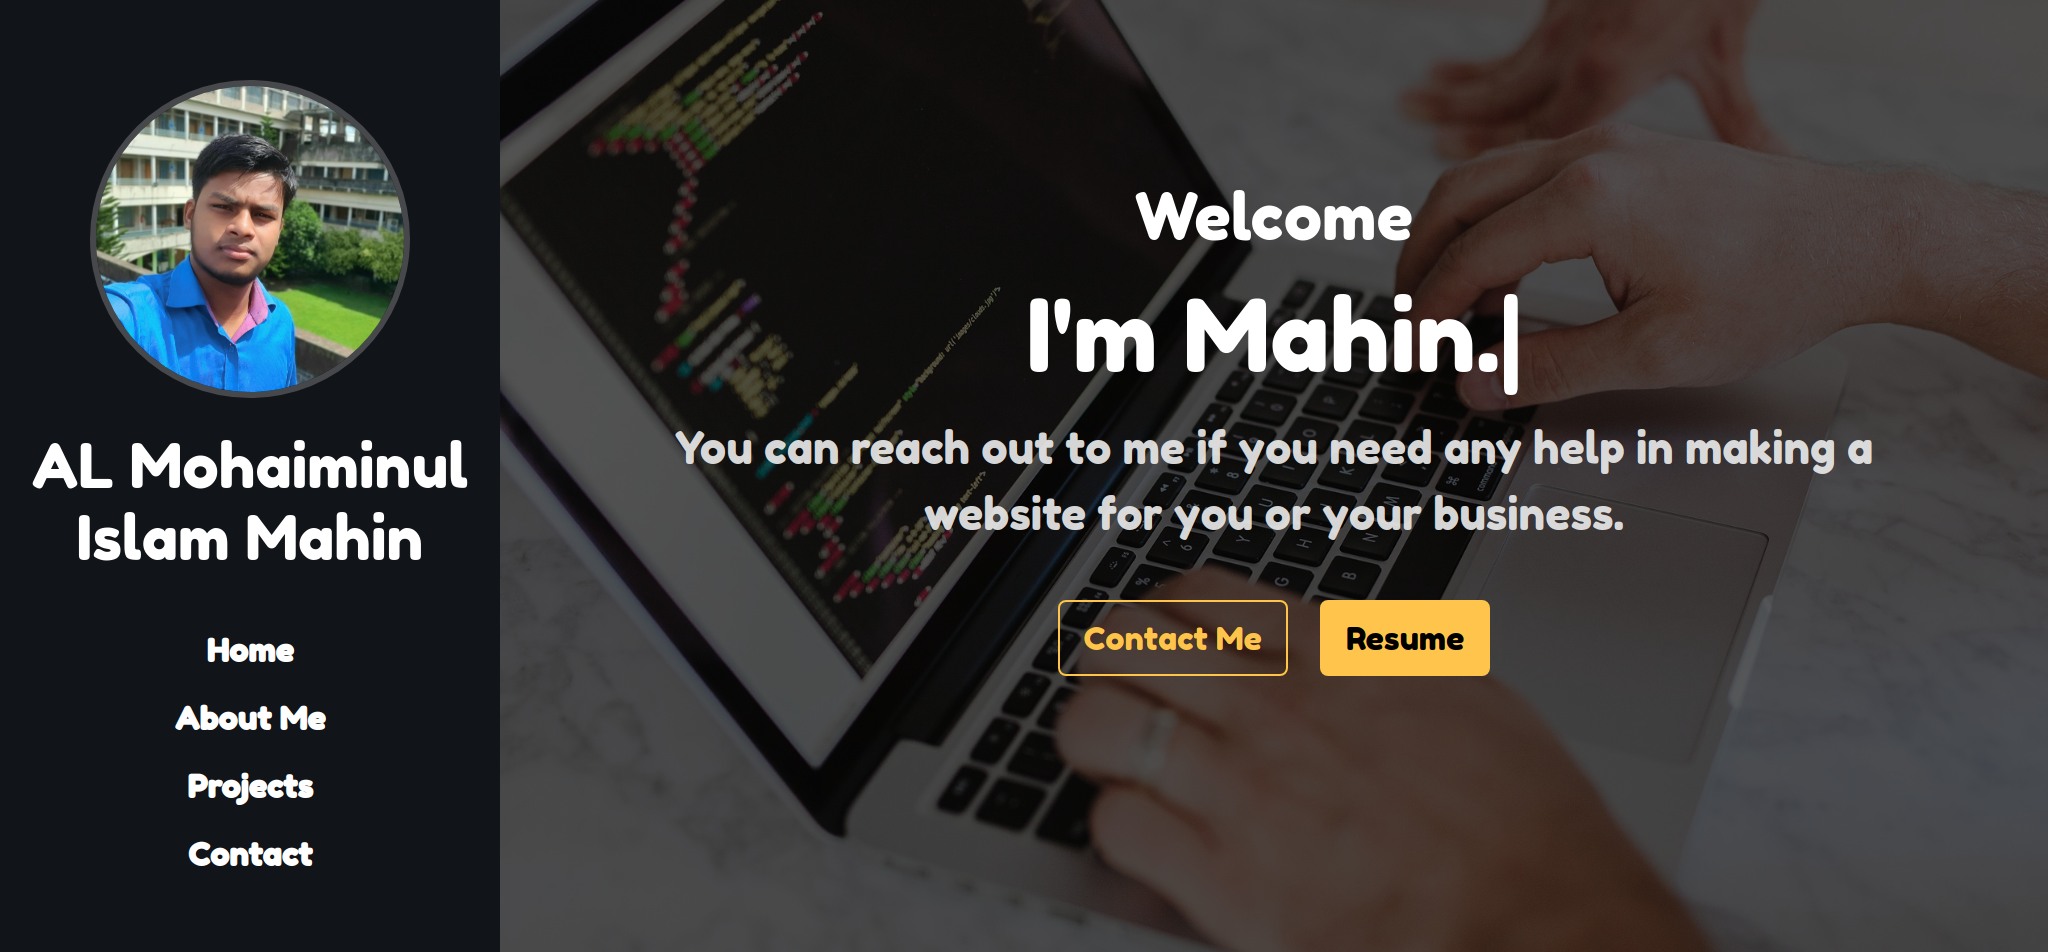 AL Mohaiminul
Islam Mahin
Home
About Me
Projects
Contact
Welcome
I'm Mahin.|
You can reach out to me if you need any help in making a
website for you or your business.
Contact Me
Resume